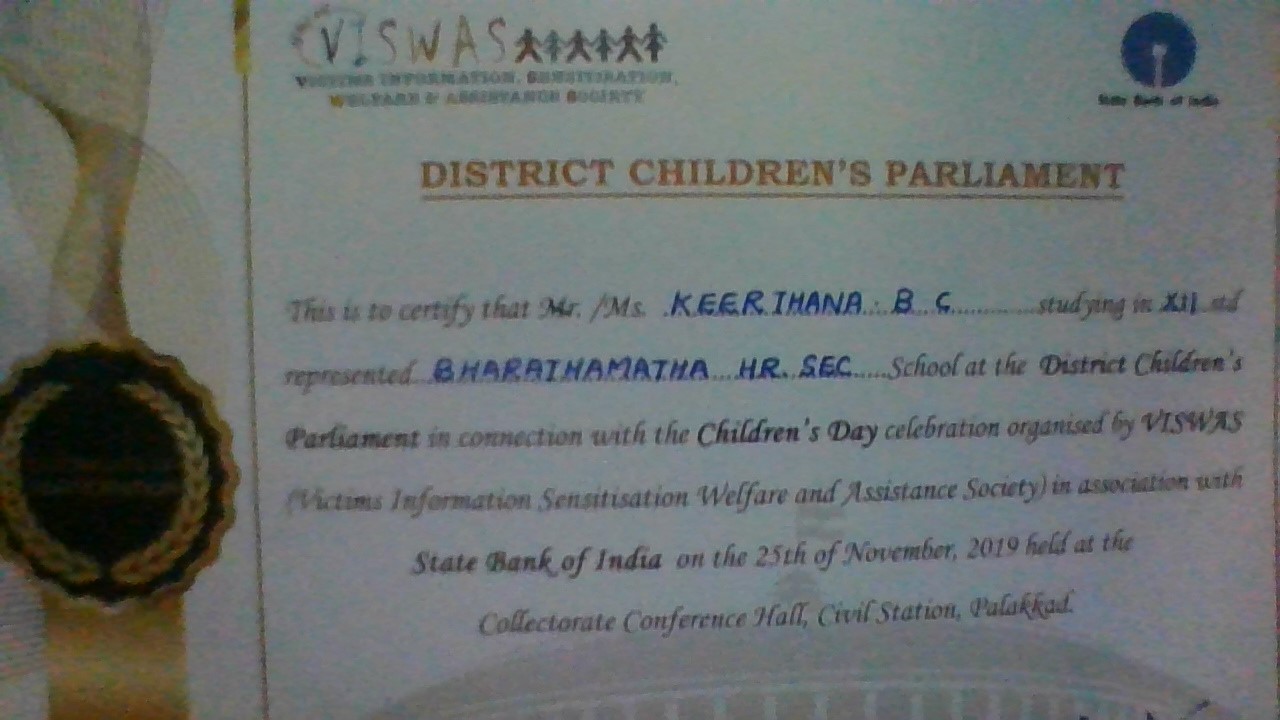 VISWAS
VICTIMS INFORMATION, SENSITISATION,
WELFARE & ASSISTANCE SOCIETY
State Bank of India
DISTRICT CHILDREN'S PARLIAMENT
This is to certify that Mr. /Ms. KEERTHANA. B C studying in XII std
represented BHARATHAMATHA HR. SEC School at the District Children's
Parliament in connection with the Children's Day celebration organised by VISWAS
(Victims Information Sensitisation Welfare and Assistance Society) in association with
State Bank of India on the 25th of November, 2019 held at the
Collectorate Conference Hall, Civil Station, Palakkad.